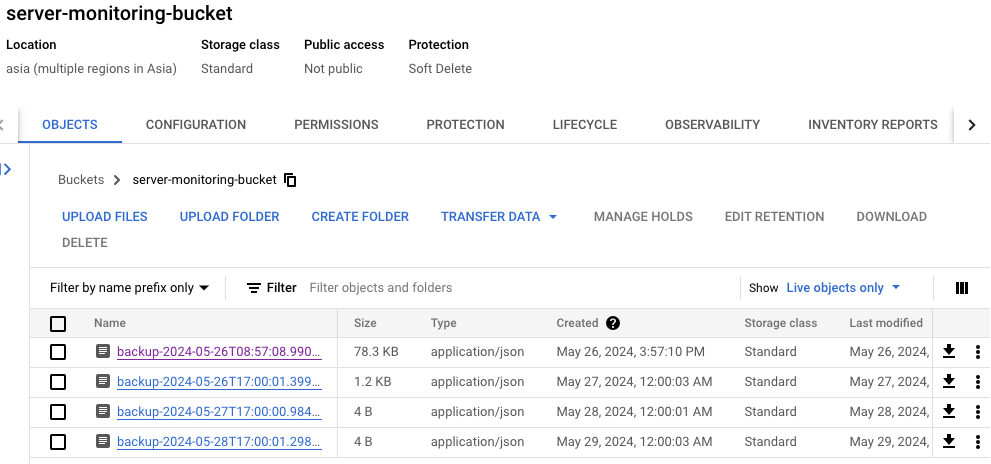 server-monitoring-bucket
Location Storage class Public access Protection
asia (multiple regions in Asia) Standard Not public Soft Delete
OBJECTS CONFIGURATION PERMISSIONS PROTECTION LIFECYCLE OBSERVABILITY INVENTORY REPORTS
Buckets server-monitoring-bucket
UPLOAD FILES UPLOAD FOLDER CREATE FOLDER TRANSFER DATA MANAGE HOLDS EDIT RETENTION DOWNLOAD
DELETE
Filter by name prefix only Filter Filter objects and folders Show Live objects only
Name Size Type Created Storage class Last modified
backup-2024-05-26T08:57:08.990... 78.3 KB application/json May 26, 2024, 3:57:10 PM Standard May 26, 2024,
backup-2024-05-26T17:00:01.399... 1.2 KB application/json May 27, 2024, 12:00:03 AM Standard May 27, 2024,
backup-2024-05-27T17:00:00.984... 4 B application/json May 28, 2024, 12:00:01 AM Standard May 28, 2024,
backup-2024-05-28T17:00:01.298... 4 B application/json May 29, 2024, 12:00:03 AM Standard May 29, 2024,